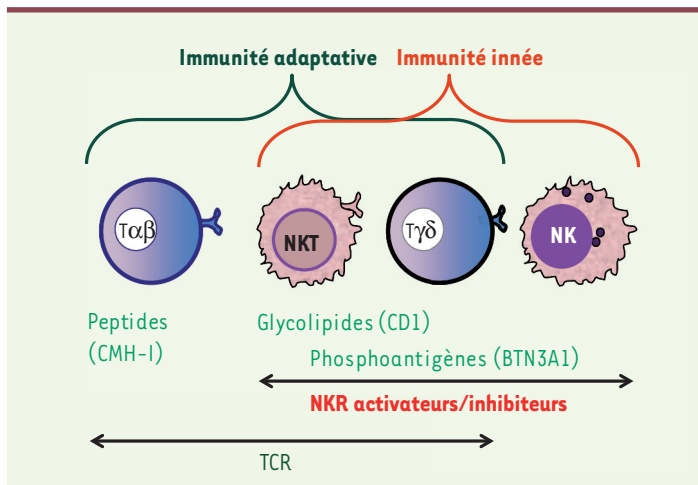 Immunité adaptative Immunité innée
Tαβ NKT Tγδ NK
Peptides Glycolipides (CD1)
(CMH-I) Phosphoantigènes (BTN3A1)
NKR activateurs/inhibiteurs
TCR